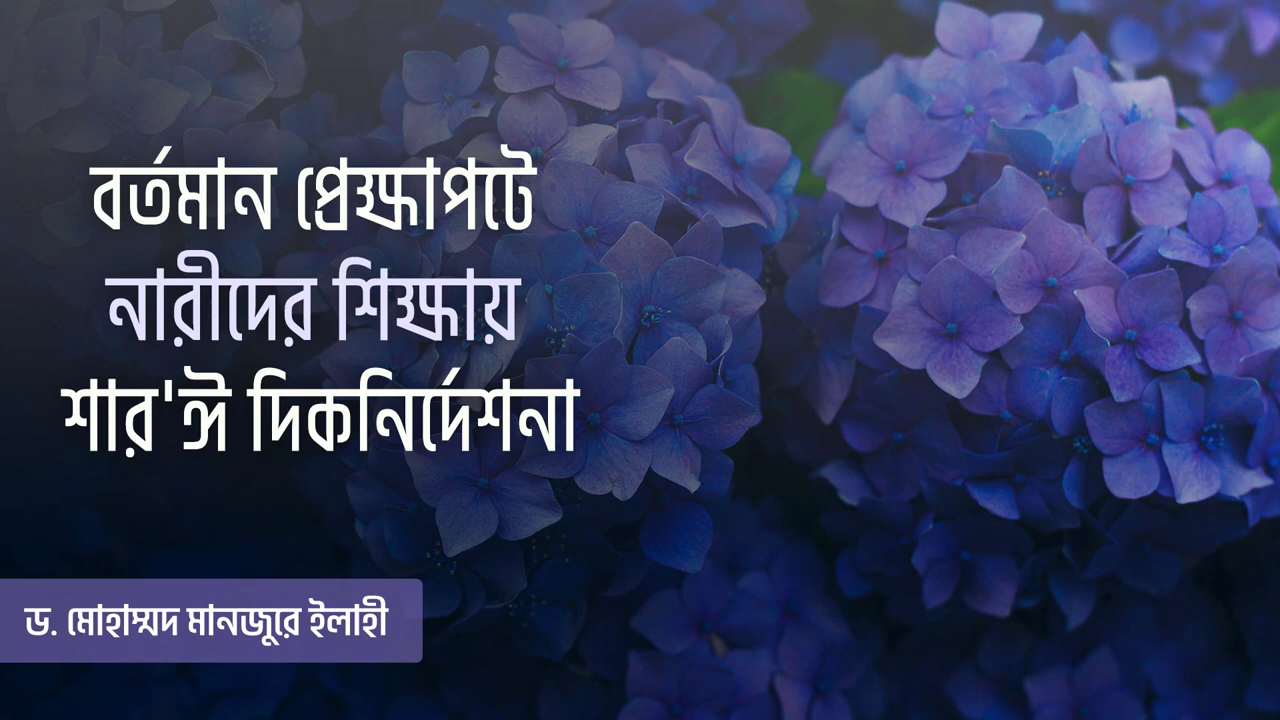 বর্তমান প্রেক্ষাপটে
নারীদের শিক্ষায়
শার'ঈ দিকনির্দেশনা
ড. মোহাম্মদ মানজুরে ইলাহী